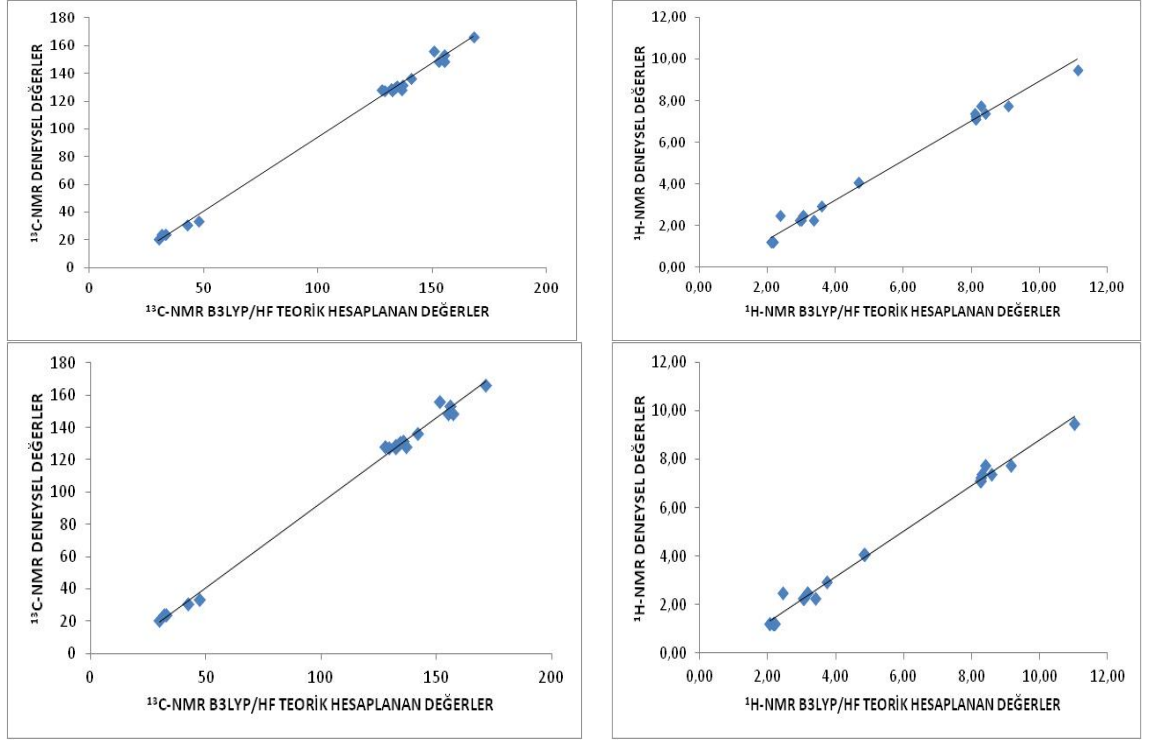 180
160
140
120
100
80
60
40
20
0
0 50 100 150 200
¹³C-NMR DENEYSEL DEĞERLER
¹³C-NMR B3LYP/HF TEORİK HESAPLANAN DEĞERLER
12,00
10,00
8,00
6,00
4,00
2,00
0,00
0,00 2,00 4,00 6,00 8,00 10,00 12,00
¹H-NMR DENEYSEL DEĞERLER
¹H-NMR B3LYP/HF TEORİK HESAPLANAN DEĞERLER
180
160
140
120
100
80
60
40
20
0
0 50 100 150 200
¹³C-NMR DENEYSEL DEĞERLER
¹³C-NMR B3LYP/HF TEORİK HESAPLANAN DEĞERLER
12,00
10,00
8,00
6,00
4,00
2,00
0,00
0,00 2,00 4,00 6,00 8,00 10,00 12,00
¹H-NMR DENEYSEL DEĞERLER
¹H-NMR B3LYP/HF TEORİK HESAPLANAN DEĞERLER